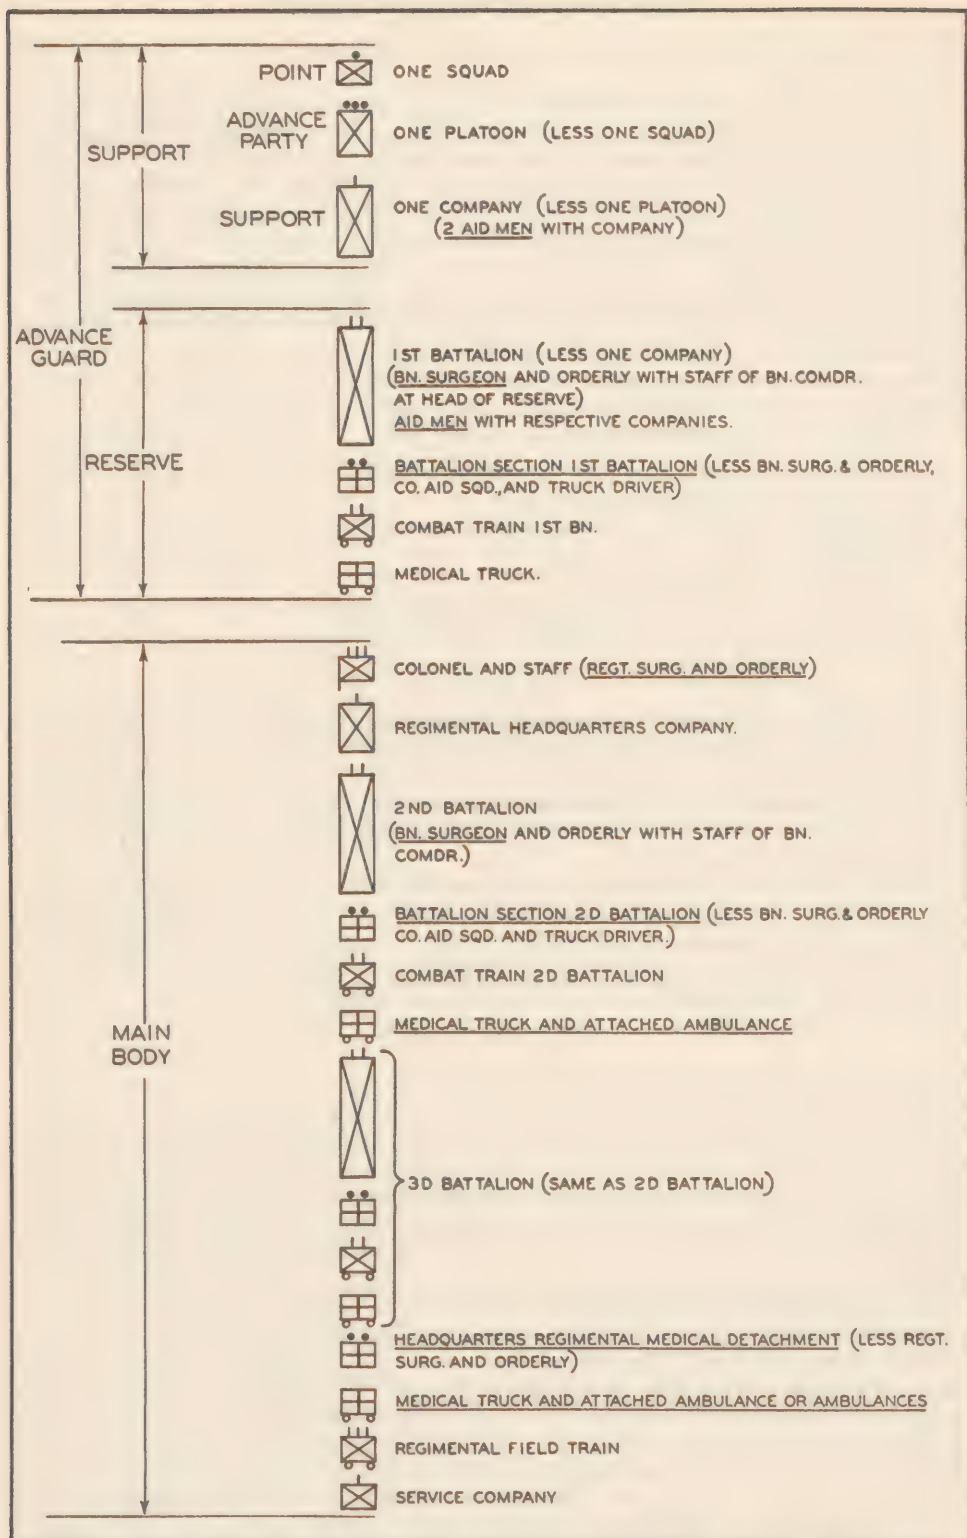 POINT ONE SQUAD
ADVANCE
PARTY
ONE PLATOON (LESS ONE SQUAD)
SUPPORT
SUPPORT
ONE COMPANY (LESS ONE PLATOON)
(2 AID MEN WITH COMPANY)
ADVANCE
GUARD
1ST BATTALION (LESS ONE COMPANY)
(BN. SURGEON AND ORDERLY WITH STAFF OF BN. COMDR.
AT HEAD OF RESERVE)
AID MEN WITH RESPECTIVE COMPANIES.
RESERVE
BATTALION SECTION 1ST BATTALION (LESS BN. SURG. & ORDERLY,
CO. AID SQD., AND TRUCK DRIVER)
COMBAT TRAIN 1ST BN.
MEDICAL TRUCK.
COLONEL AND STAFF (REGT. SURG. AND ORDERLY)
REGIMENTAL HEADQUARTERS COMPANY.
2ND BATTALION
(BN. SURGEON AND ORDERLY WITH STAFF OF BN.
COMDR.)
BATTALION SECTION 2D BATTALION (LESS BN. SURG. & ORDERLY
CO. AID SQD. AND TRUCK DRIVER.)
COMBAT TRAIN 2D BATTALION
MEDICAL TRUCK AND ATTACHED AMBULANCE
MAIN
BODY
3D BATTALION (SAME AS 2D BATTALION)
HEADQUARTERS REGIMENTAL MEDICAL DETACHMENT (LESS REGT.
SURG. AND ORDERLY)
MEDICAL TRUCK AND ATTACHED AMBULANCE OR AMBULANCES
REGIMENTAL FIELD TRAIN
SERVICE COMPANY